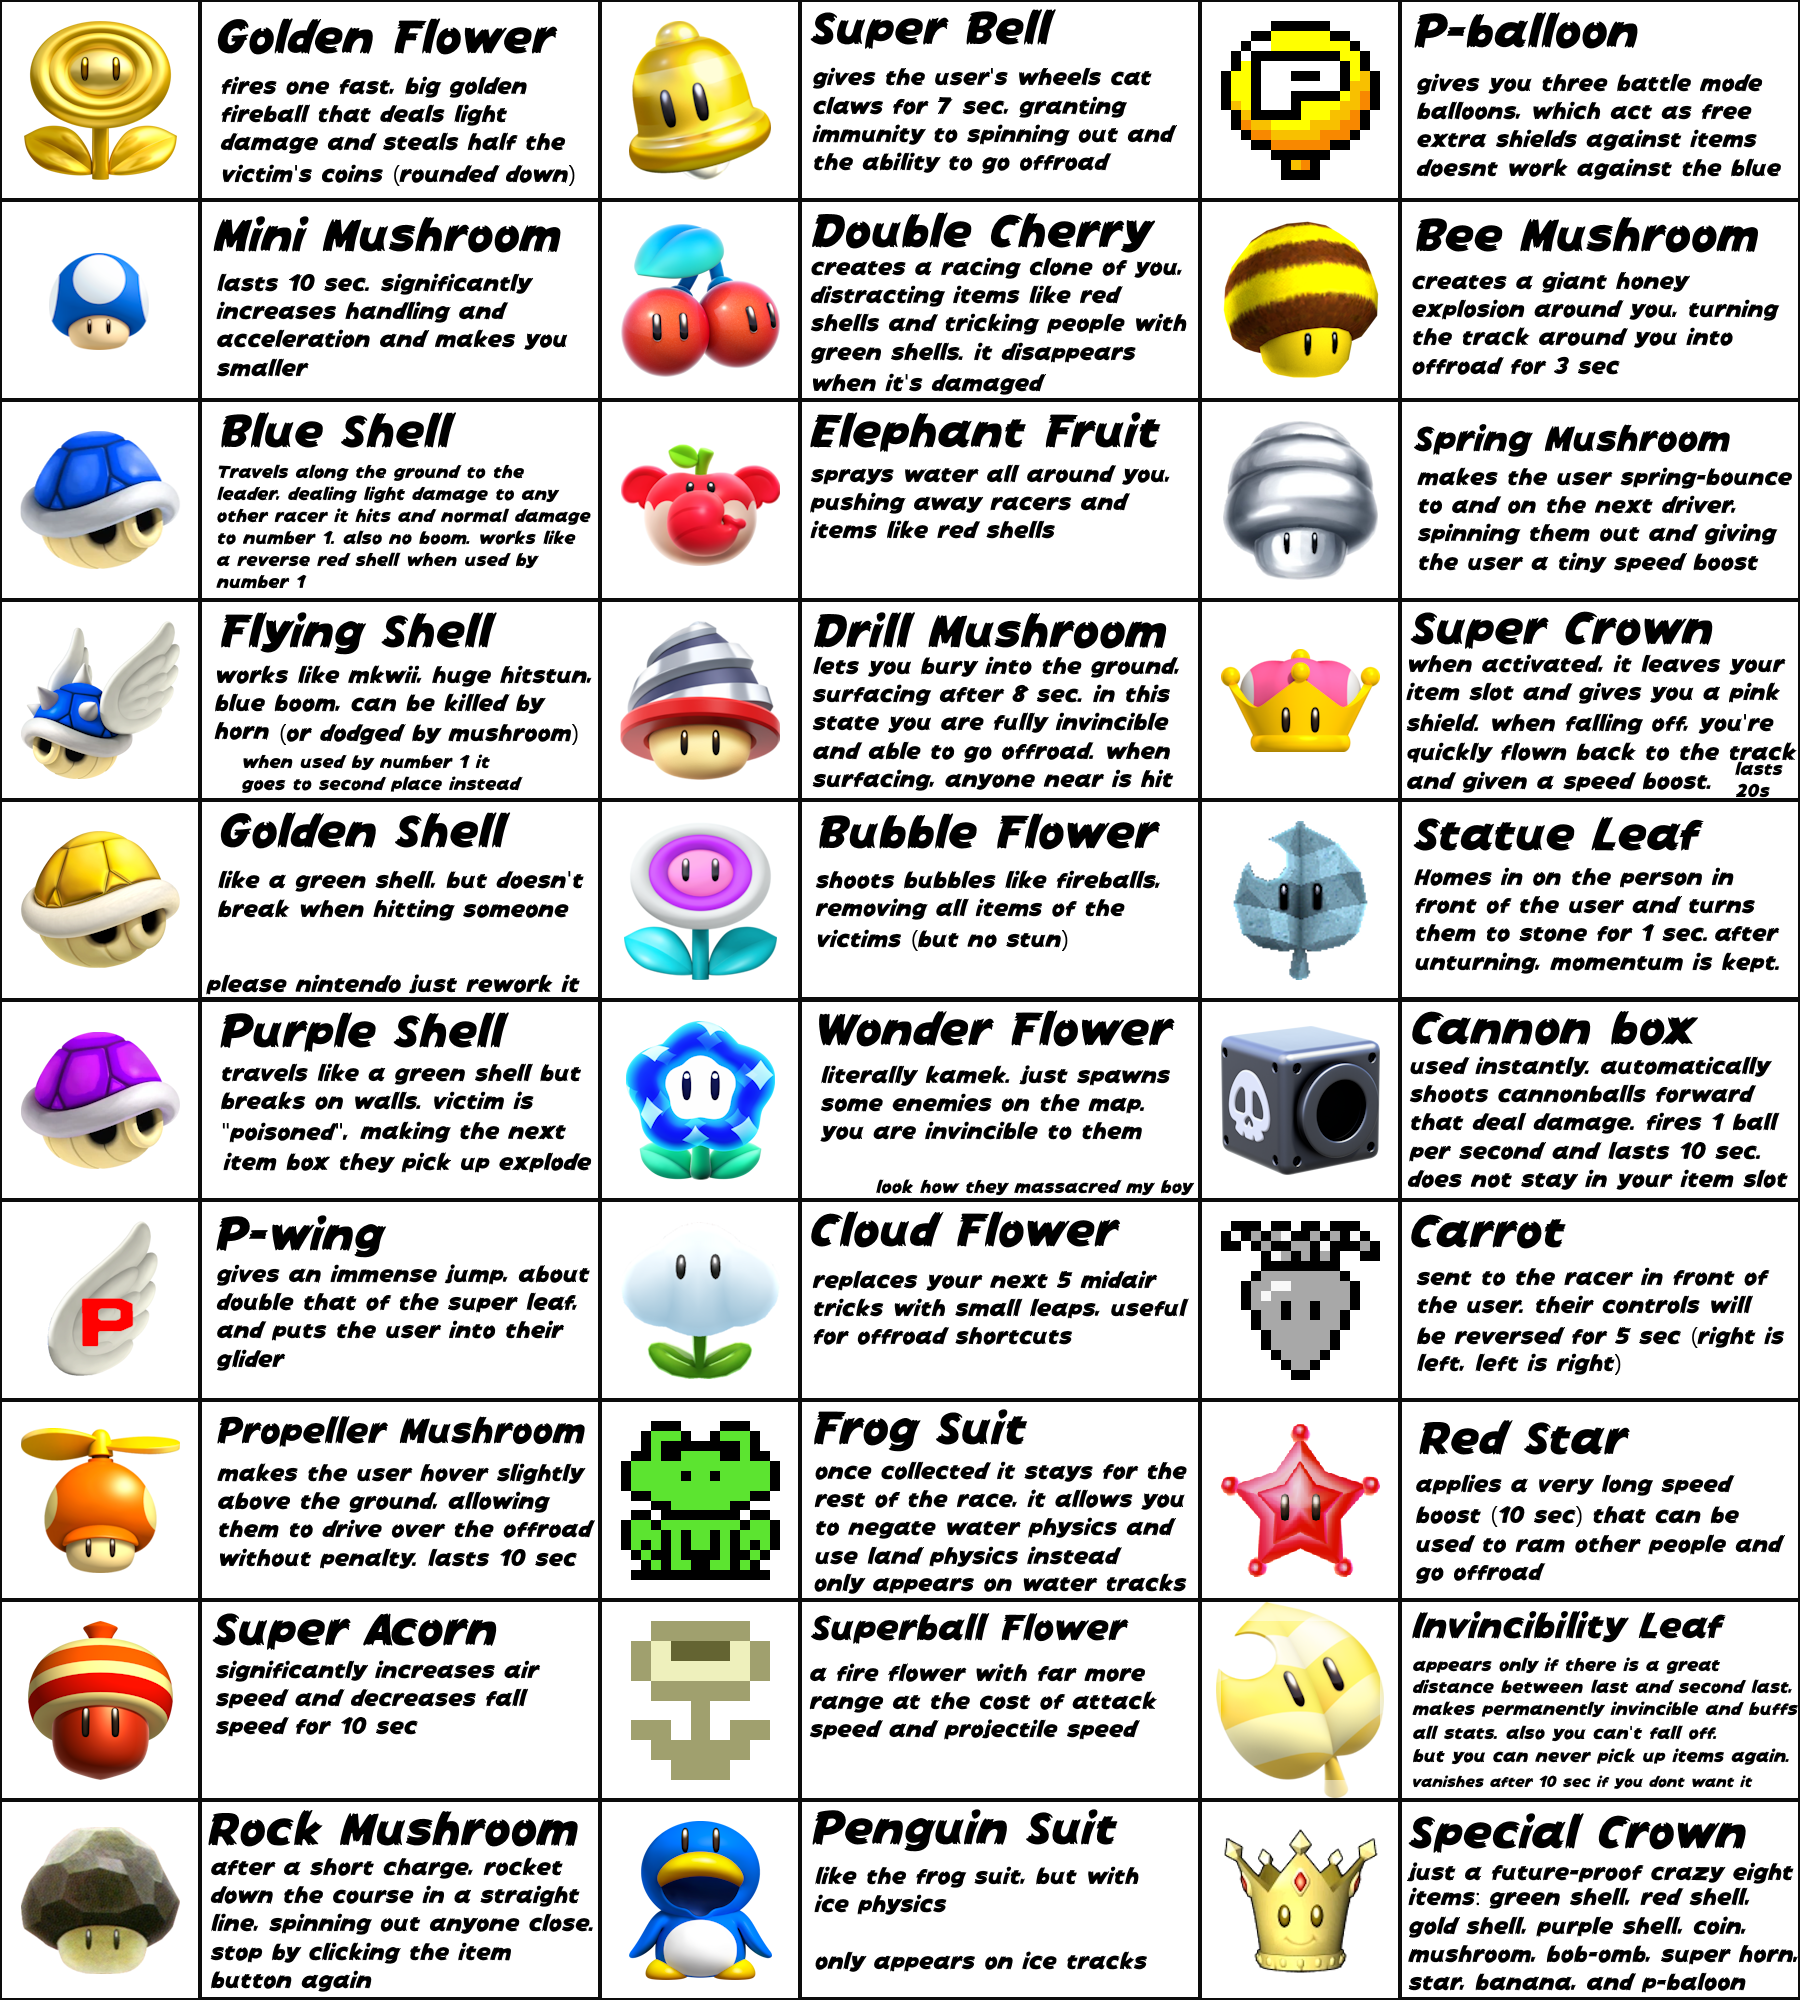 Golden Flower
fires one fast, big golden
fireball that deals light
damage and steals half the
victim's coins (rounded down)
Super Bell
gives the user's wheels cat
claws for 7 sec, granting
immunity to spinning out and
the ability to go offroad
P-balloon
gives you three battle mode
balloons, which act as free
extra shields against items
doesnt work against the blue
Mini Mushroom
lasts 10 sec. significantly
increases handling and
acceleration and makes you
smaller
Double Cherry
creates a racing clone of you,
distracting items like red
shells and tricking people with
green shells. it disappears
when it's damaged
Bee Mushroom
creates a giant honey
explosion around you, turning
the track around you into
offroad for 3 sec
Blue Shell
Travels along the ground to the
leader, dealing light damage to any
other racer it hits and normal damage
to number 1. also no boom. works like
a reverse red shell when used by
number 1
Elephant Fruit
sprays water all around you,
pushing away racers and
items like red shells
Spring Mushroom
makes the user spring-bounce
to and on the next driver,
spinning them out and giving
the user a tiny speed boost
Flying Shell
works like mkwii. huge hitstun,
blue boom, can be killed by
horn (or dodged by mushroom)
when used by number 1 it
goes to second place instead
Drill Mushroom
lets you bury into the ground,
surfacing after 8 sec. in this
state you are fully invincible
and able to go offroad. when
surfacing, anyone near is hit
Super Crown
when activated, it leaves your
item slot and gives you a pink
shield. when falling off, you're
quickly flown back to the track
and given a speed boost.
lasts
20s
Golden Shell
like a green shell, but doesn't
break when hitting someone
please nintendo just rework it
Bubble Flower
shoots bubbles like fireballs,
removing all items of the
victims (but no stun)
Statue Leaf
Homes in on the person in
front of the user and turns
them to stone for 1 sec. after
unturning, momentum is kept.
Purple Shell
travels like a green shell but
breaks on walls. victim is
"poisoned", making the next
item box they pick up explode
Wonder Flower
literally kamek. just spawns
some enemies on the map.
you are invincible to them
look how they massacred my boy
Cannon box
used instantly. automatically
shoots cannonballs forward
that deal damage. fires 1 ball
per second and lasts 10 sec.
does not stay in your item slot
P
P-wing
gives an immense jump, about
double that of the super leaf,
and puts the user into their
glider
Cloud Flower
replaces your next 5 midair
tricks with small leaps, useful
for offroad shortcuts
Carrot
sent to the racer in front of
the user. their controls will
be reversed for 5 sec (right is
left, left is right)
Propeller Mushroom
makes the user hover slightly
above the ground, allowing
them to drive over the offroad
without penalty. lasts 10 sec
Frog Suit
once collected it stays for the
rest of the race. it allows you
to negate water physics and
use land physics instead
only appears on water tracks
Red Star
applies a very long speed
boost (10 sec) that can be
used to ram other people and
go offroad
Super Acorn
significantly increases air
speed and decreases fall
speed for 10 sec
Superball Flower
a fire flower with far more
range at the cost of attack
speed and projectile speed
Invincibility Leaf
appears only if there is a great
distance between last and second last.
makes permanently invincible and buffs
all stats. also you can't fall off.
but you can never pick up items again.
vanishes after 10 sec if you dont want it
Rock Mushroom
after a short charge, rocket
down the course in a straight
line, spinning out anyone close.
stop by clicking the item
button again
Penguin Suit
like the frog suit, but with
ice physics
only appears on ice tracks
Special Crown
just a future-proof crazy eight
items: green shell, red shell,
gold shell, purple shell, coin,
mushroom, bob-omb, super horn,
star, banana, and p-baloon